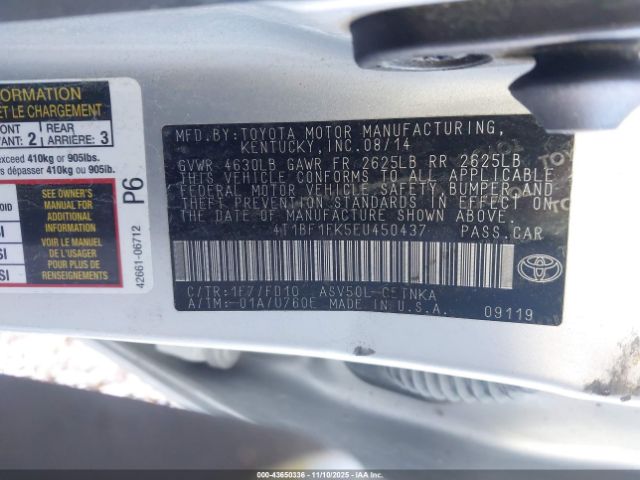 FORMATION
ET LE CHARGEMENT
ONT 2 REAR ARRIÈRE: 3
exceed 410kg or 905lbs.
s dépasser 410kg ou 905lb.
SEE OWNER'S
MANUAL FOR
ADDITIONAL
INFORMATION
VOIR LE MANUEL
DE L'USAGER
POUR PLUS DE
RENSEIGNEMENTS
P6
42661-06712
MFD.BY: TOYOTA MOTOR MANUFACTURING,
KENTUCKY, INC. 08/14
GVWR 4630LB GAWR FR 2625LB RR 2625LB
THIS VEHICLE CONFORMS TO ALL APPLICABLE
FEDERAL MOTOR VEHICLE SAFETY, BUMPER AND
THEFT PREVENTION STANDARDS IN EFFECT ON
THE DATE OF MANUFACTURE SHOWN ABOVE.
4T1BF1FK5EU450437 PASS.CAR
C/TR: 1F7/FD10 ASV50L-CETNKA
A/TM: -01A/U760E MADE IN U.S.A.
09119
Stock #: 43650336 | 11/10/2025 | IAA Inc.